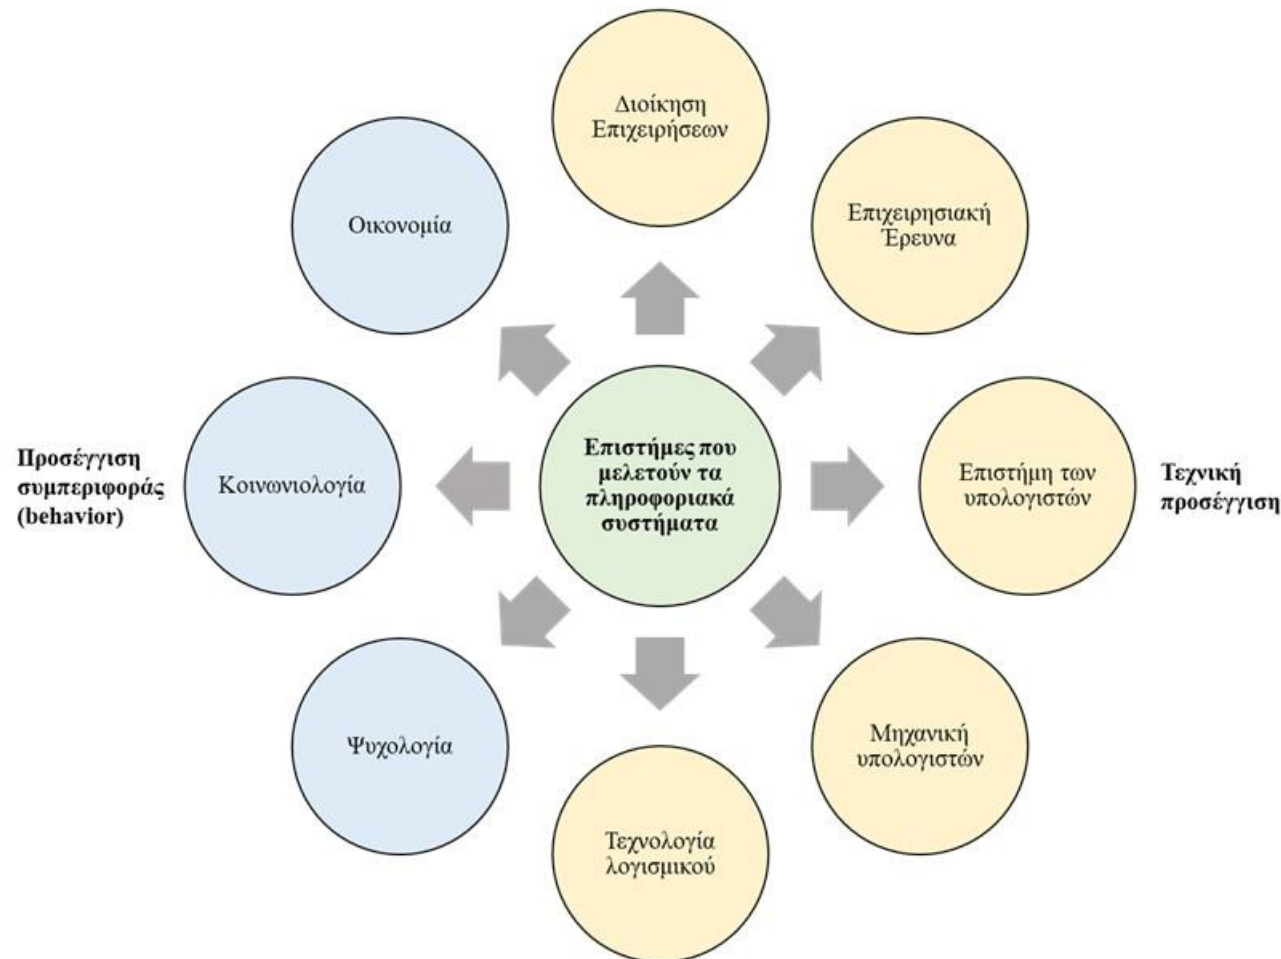 Διοίκηση
Επιχειρήσεων
Οικονομία
Επιχειρησιακή
Έρευνα
Προσέγγιση
συμπεριφοράς
(behavior)
Κοινωνιολογία
Επιστήμες που
μελετούν τα
πληροφοριακά
συστήματα
Επιστήμη των
υπολογιστών
Τεχνική
προσέγγιση
Ψυχολογία
Μηχανική
υπολογιστών
Τεχνολογία
λογισμικού